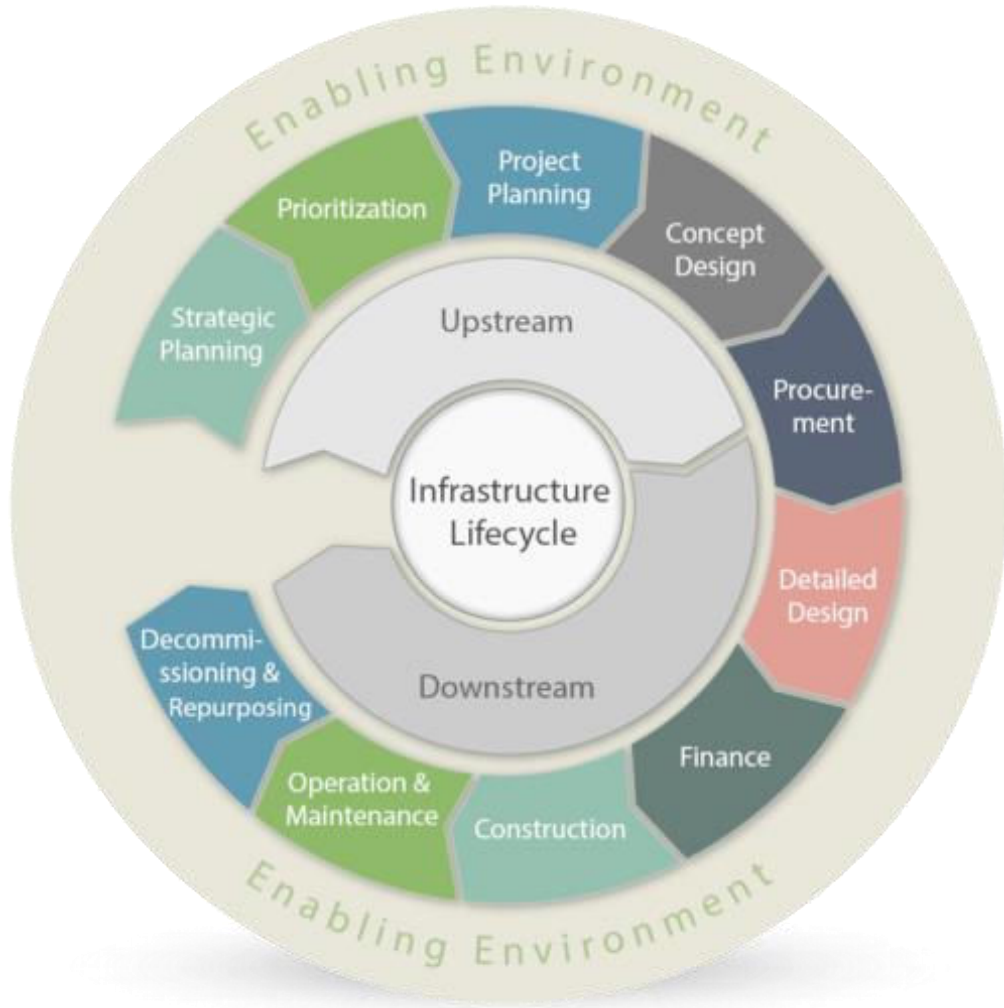 Enabling Environment
Project
Planning
Prioritization
Concept
Design
Strategic
Planning
Upstream
Procure-
ment
Infrastructure
Lifecycle
Detailed
Design
Decommi-
ssioning &
Repurposing
Downstream
Finance
Operation &
Maintenance
Construction
Enabling Environment